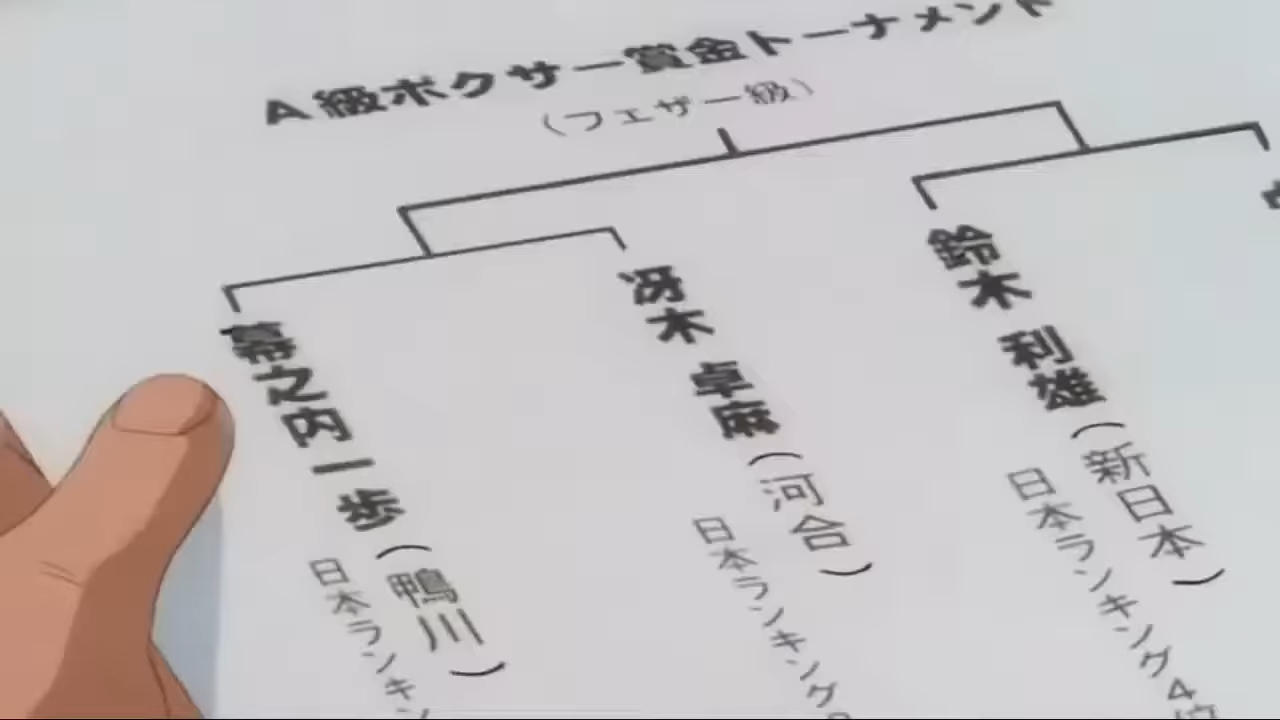 A級ボクサー賞金トーナメント
(フェザー級)
幕之内一歩(鴨川)
日本ランキン
冴木 卓麻(河合)
日本ランキング
鈴木 利雄(新日本)
日本ランキング4位